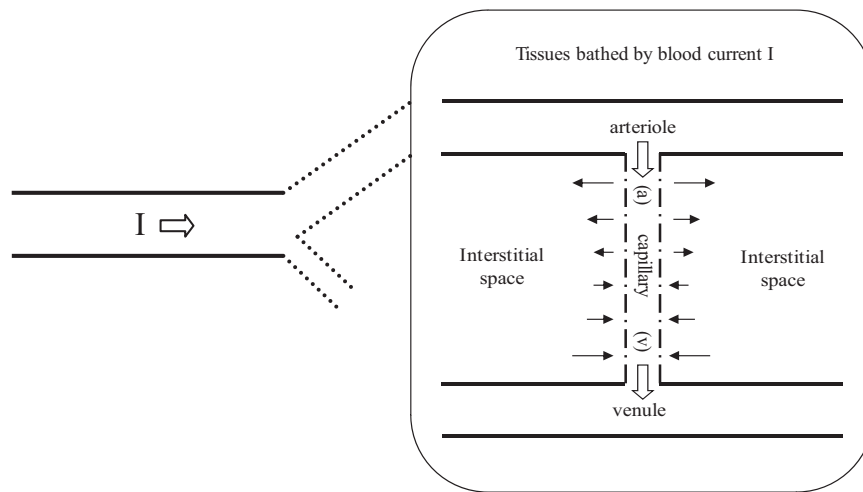 Tissues bathed by blood current I
arteriole
I
(a)
capillary
(v)
Interstitial
space
Interstitial
space
venule